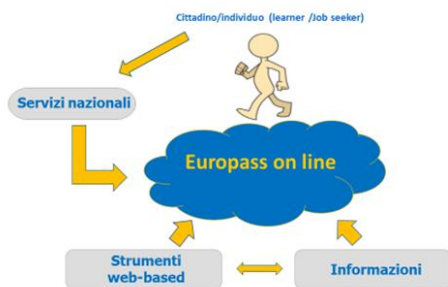 Cittadino/individuo (learner /Job seeker)
Servizi nazionali
Europass on line
Strumenti
web-based
Informazioni